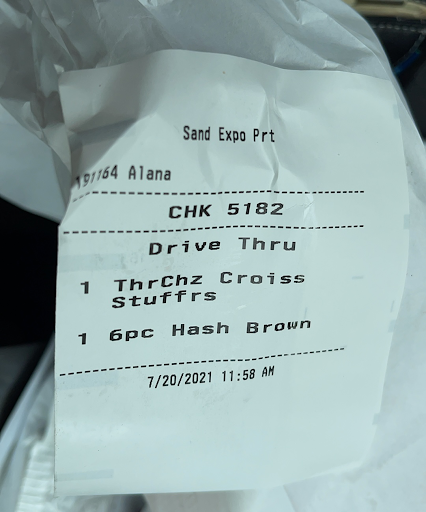 Sand Expo Prt
191164 Alana
CHK 5182
Drive Thru
1 ThrChz Croiss
Stuffrs
1 6pc Hash Brown
7/20/2021 11:58 AM